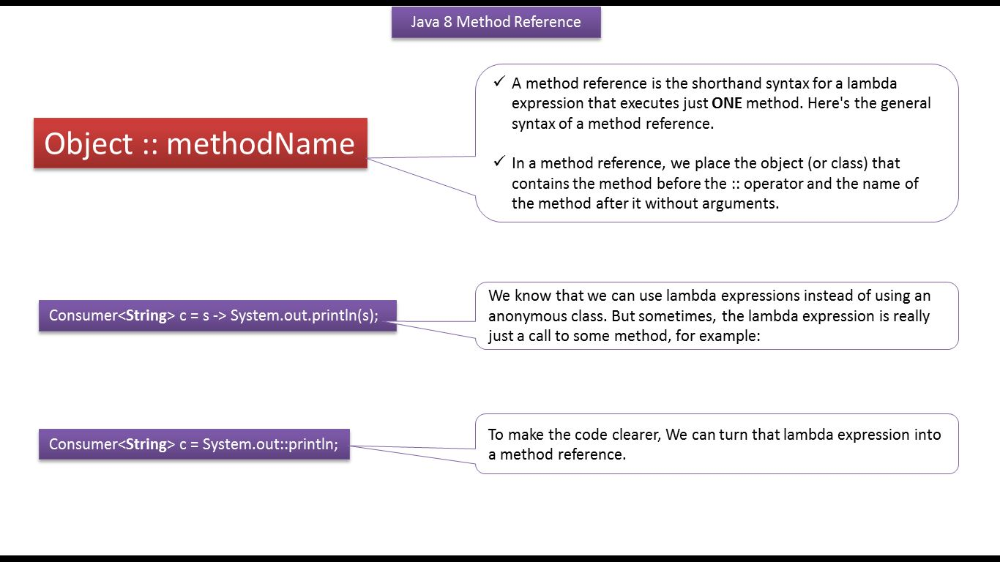 Java 8 Method Reference
Object :: methodName
✓ A method reference is the shorthand syntax for a lambda
expression that executes just ONE method. Here's the general
syntax of a method reference.
✓ In a method reference, we place the object (or class) that
contains the method before the :: operator and the name of
the method after it without arguments.
Consumer<String> c = s -> System.out.println(s);
We know that we can use lambda expressions instead of using an
anonymous class. But sometimes, the lambda expression is really
just a call to some method, for example:
Consumer<String> c = System.out::println;
To make the code clearer, We can turn that lambda expression into
a method reference.